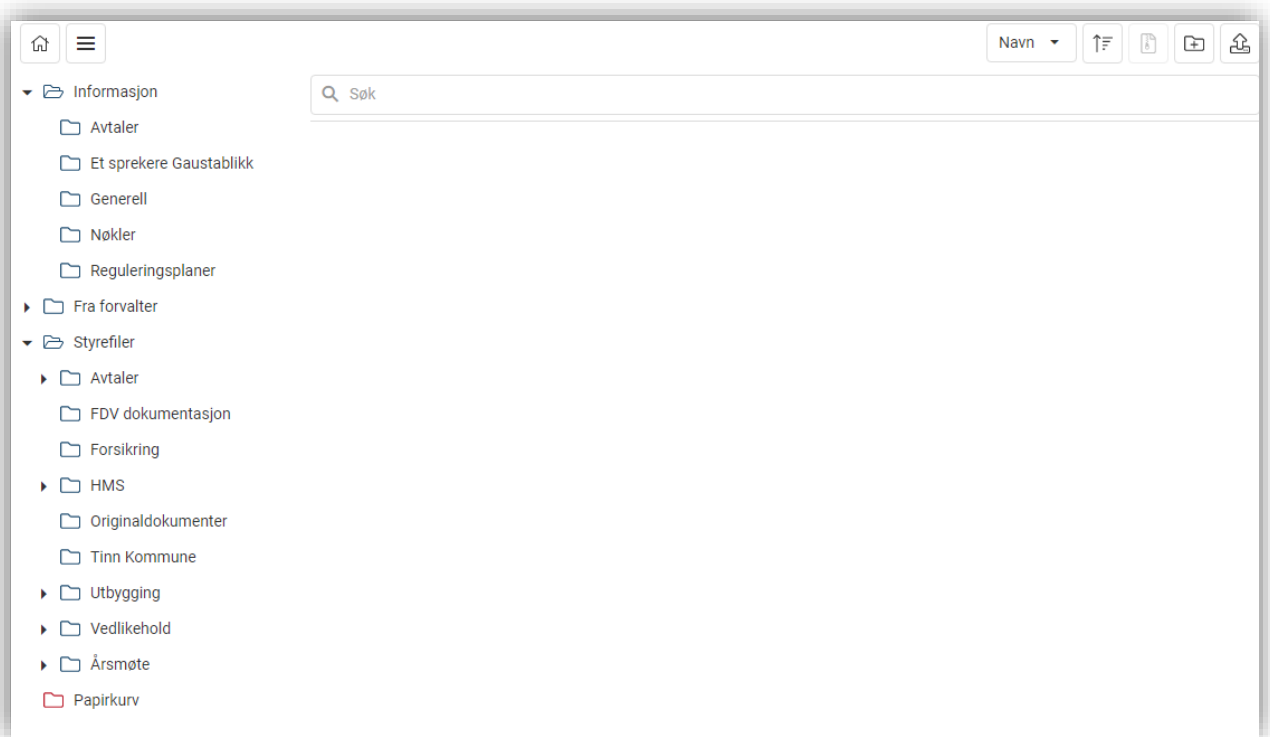 Navn
Søk
Informasjon
Avtaler
Et sprekere Gaustablikk
Generell
Nøkler
Reguleringsplaner
Fra forvalter
Styrefiler
Avtaler
FDV dokumentasjon
Forsikring
HMS
Originaldokumenter
Tinn Kommune
Utbygging
Vedlikehold
Årsmøte
Papirkurv